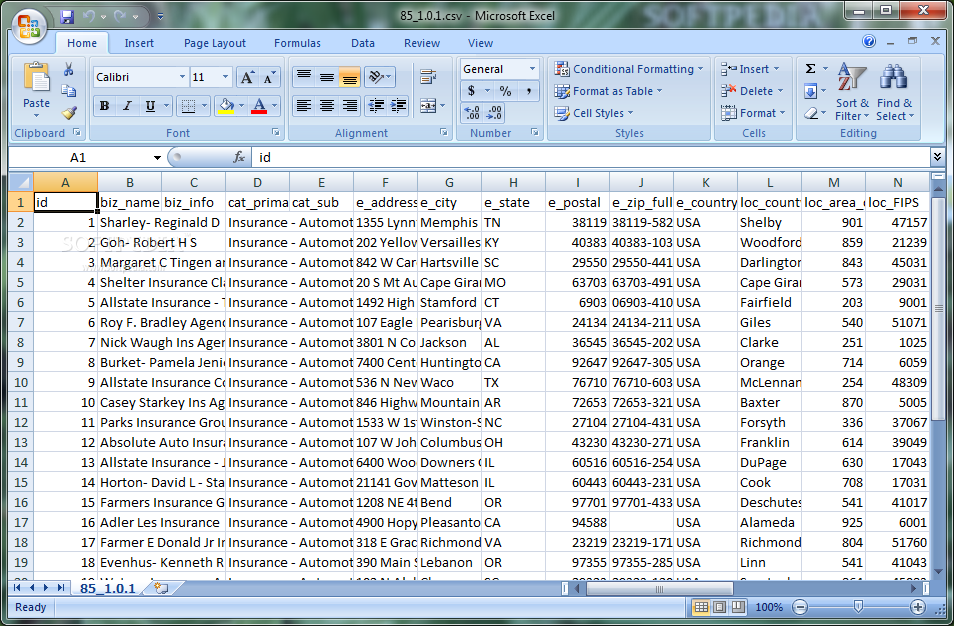 85_1.0.1.csv - Microsoft Excel
SOFTPEDIA
Home Insert Page Layout Formulas Data Review View
Calibri 11 General Conditional Formatting Insert Σ
Paste B I U $ % , Format as Table Delete Sort & Find &
Cell Styles Format Filter Select
Clipboard Font Alignment Number Styles Cells Editing
A1 fx id
A B C D E F G H I J K L M N
1 id biz_name biz_info cat_prima cat_sub e_address e_city e_state e_postal e_zip_full e_country loc_count loc_area_ loc_FIPS
2 1 Sharley- Reginald D Insurance - Automot 1355 Lynn Memphis TN 38119 38119-582 USA Shelby 901 47157
3 2 Goh- Robert H S Insurance - Automot 202 Yellow Versailles KY 40383 40383-103 USA Woodford 859 21239
4 3 Margaret C Tingen an Insurance - Automot 842 W Car Hartsville SC 29550 29550-441 USA Darlington 843 45031
5 4 Shelter Insurance Cla Insurance - Automot 20 S Mt Au Cape Girar MO 63703 63703-491 USA Cape Girar 573 29031
6 5 Allstate Insurance - Insurance - Automot 1492 High Stamford CT 6903 06903-410 USA Fairfield 203 9001
7 6 Roy F. Bradley Agenc Insurance - Automot 107 Eagle Pearisburg VA 24134 24134-211 USA Giles 540 51071
8 7 Nick Waugh Ins Agen Insurance - Automot 3801 N Co Jackson AL 36545 36545-202 USA Clarke 251 1025
9 8 Burket- Pamela Jenic Insurance - Automot 7400 Cent Huntingto CA 92647 92647-305 USA Orange 714 6059
10 9 Allstate Insurance Co Insurance - Automot 536 N New Waco TX 76710 76710-603 USA McLennan 254 48309
11 10 Casey Starkey Ins Ag Insurance - Automot 846 Highw Mountain AR 72653 72653-321 USA Baxter 870 5005
12 11 Parks Insurance Grou Insurance - Automot 1533 W 1st Winston-S NC 27104 27104-431 USA Forsyth 336 37067
13 12 Absolute Auto Insura Insurance - Automot 107 W Joh Columbus OH 43230 43230-271 USA Franklin 614 39049
14 13 Allstate Insurance - J Insurance - Automot 6400 Woo Downers G IL 60516 60516-254 USA DuPage 630 17043
15 14 Horton- David L - Sta Insurance - Automot 21141 Gov Matteson IL 60443 60443-231 USA Cook 708 17031
16 15 Farmers Insurance G Insurance - Automot 1208 NE 4t Bend OR 97701 97701-433 USA Deschutes 541 41017
17 16 Adler Les Insurance Insurance - Automot 4900 Hopy Pleasanto CA 94588 USA Alameda 925 6001
18 17 Farmer E Donald Jr In Insurance - Automot 318 E Grac Richmond VA 23219 23219-171 USA Richmond 804 51760
19 18 Evenhus- Kenneth R Insurance - Automot 390 Main S Lebanon OR 97355 97355-285 USA Linn 541 41043
85_1.0.1
Ready 100%